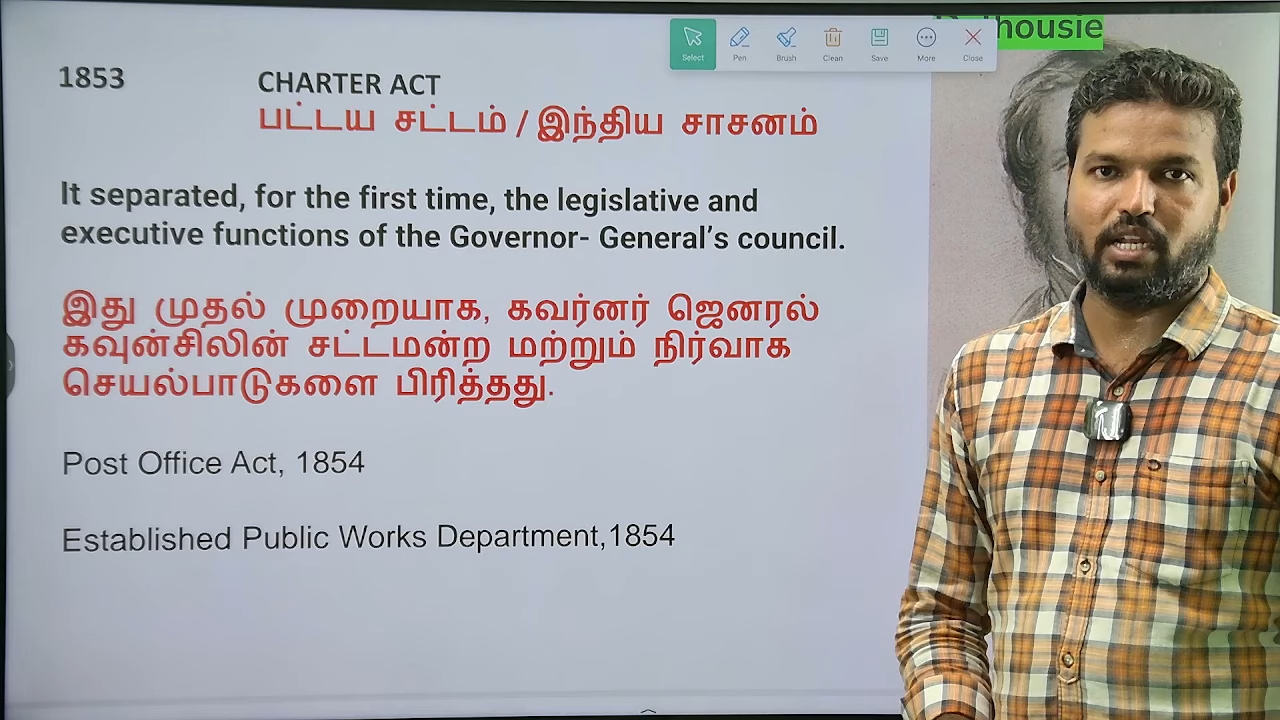 housie
Select Pen Brush Clean Save More Close
1853 CHARTER ACT
பட்டய சட்டம் / இந்திய சாசனம்
It separated, for the first time, the legislative and
executive functions of the Governor- General's council.
இது முதல் முறையாக, கவர்னர் ஜெனரல்
கவுன்சிலின் சட்டமன்ற மற்றும் நிர்வாக
செயல்பாடுகளை பிரித்தது.
Post Office Act, 1854
Established Public Works Department,1854